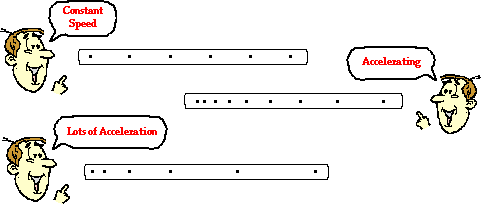 Constant
Speed
Accelerating
Lots of Acceleration